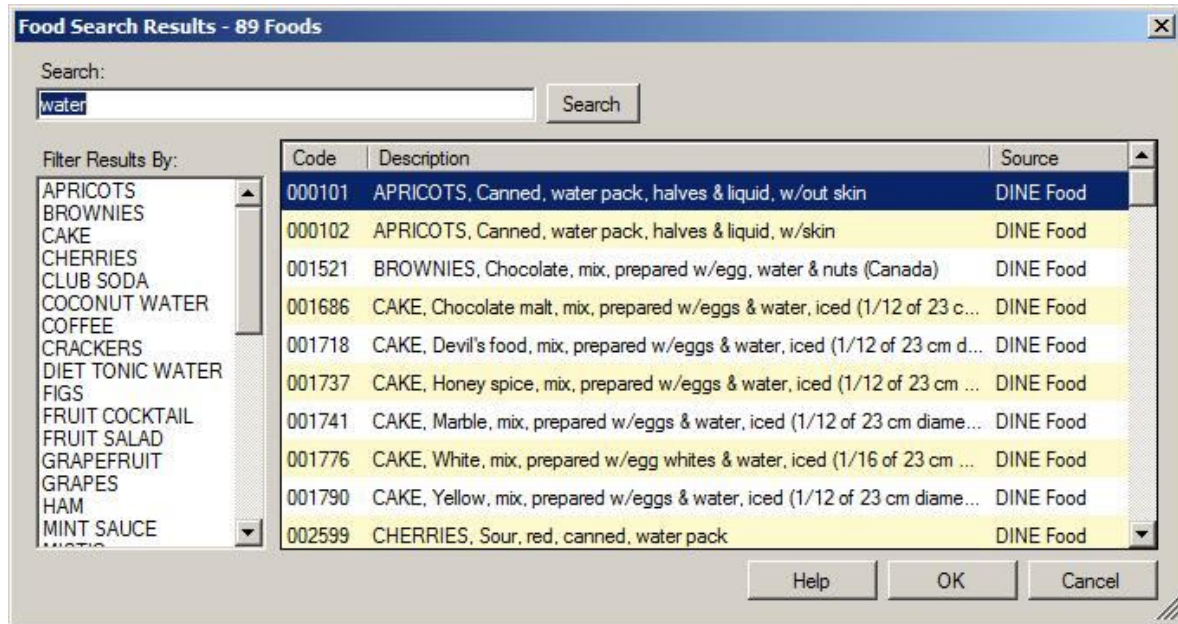 Food Search Results - 89 Foods
Search:
water
Search
Filter Results By:
APRICOTS
BROWNIES
CAKE
CHERRIES
CLUB SODA
COCONUT WATER
COFFEE
CRACKERS
DIET TONIC WATER
FIGS
FRUIT COCKTAIL
FRUIT SALAD
GRAPEFRUIT
GRAPES
HAM
MINT SAUCE
Code Description Source
000101 APRICOTS, Canned, water pack, halves & liquid, w/out skin DINE Food
000102 APRICOTS, Canned, water pack, halves & liquid, w/skin DINE Food
001521 BROWNIES, Chocolate, mix, prepared w/egg, water & nuts (Canada) DINE Food
001686 CAKE, Chocolate malt, mix, prepared w/eggs & water, iced (1/12 of 23 c... DINE Food
001718 CAKE, Devil's food, mix, prepared w/eggs & water, iced (1/12 of 23 cm d... DINE Food
001737 CAKE, Honey spice, mix, prepared w/eggs & water, iced (1/12 of 23 cm ... DINE Food
001741 CAKE, Marble, mix, prepared w/eggs & water, iced (1/12 of 23 cm diame... DINE Food
001776 CAKE, White, mix, prepared w/egg whites & water, iced (1/16 of 23 cm ... DINE Food
001790 CAKE, Yellow, mix, prepared w/eggs & water, iced (1/12 of 23 cm diame... DINE Food
002599 CHERRIES, Sour, red, canned, water pack DINE Food
Help OK Cancel